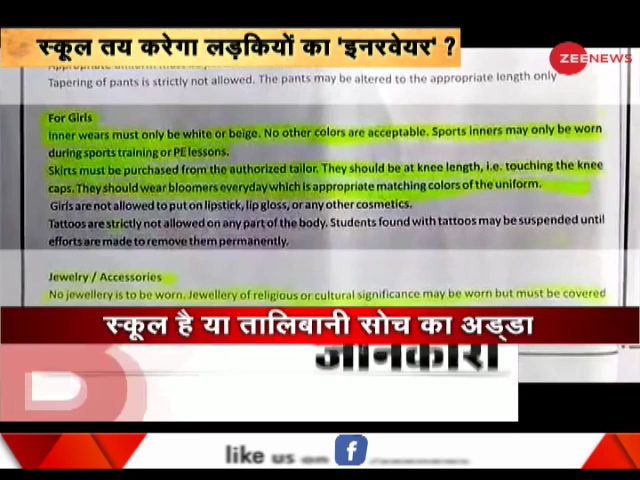 स्कूल तय करेगा लड़कियों का 'इनरवेयर' ?
ZEE NEWS
Tapering of pants is strictly not allowed. The pants may be altered to the appropriate length only
For Girls
Inner wears must only be white or beige. No other colors are acceptable. Sports inners may only be worn
during sports training or PE lessons.
Skirts must be purchased from the authorized tailor. They should be at knee length, i.e. touching the knee
caps. They should wear bloomers everyday which is appropriate matching colors of the uniform.
Girls are not allowed to put on lipstick, lip gloss, or any other cosmetics.
Tattoos are strictly not allowed on any part of the body. Students found with tattoos may be suspended until
efforts are made to remove them permanently.
Jewelry / Accessories
No jewellery is to be worn. Jewellery of religious or cultural significance may be worn but must be covered
स्कूल है या तालिबानी सोच का अड्डा
जानकारी
like us on